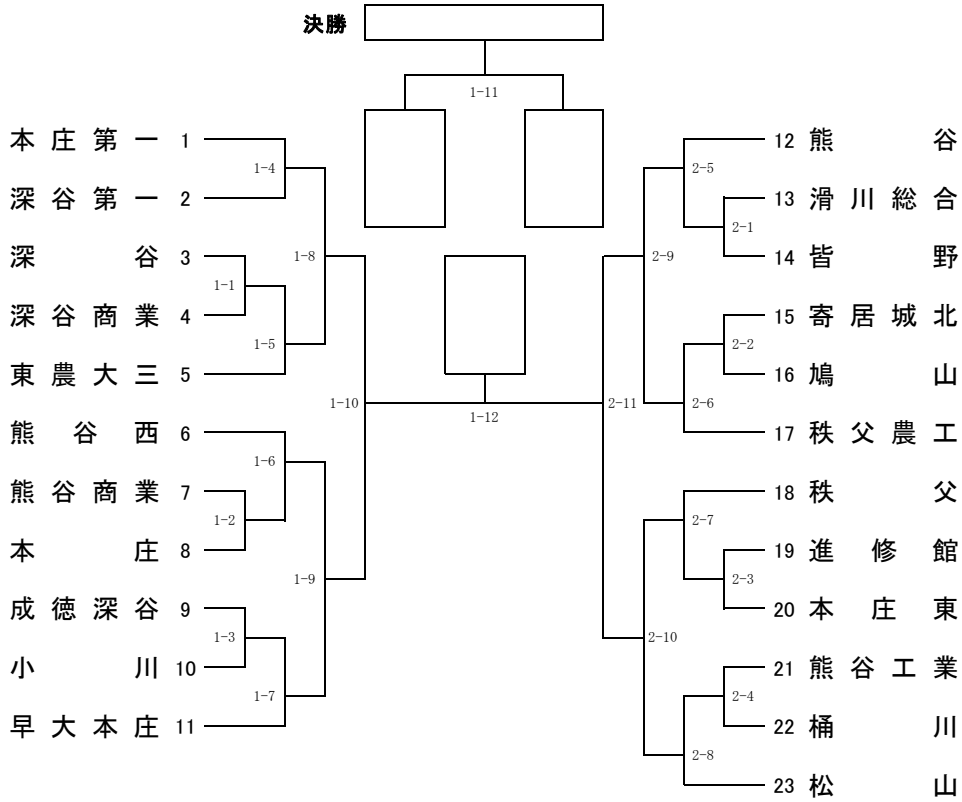 決勝
1-11
本庄第一 1
1-4
深谷第一 2
深谷 3
1-1
深谷商業 4
1-5
東農大三 5
1-8
熊谷西 6
1-6
熊谷商業 7
1-2
本庄 8
1-9
成徳深谷 9
1-3
小川 10
1-7
早大本庄 11
1-10
1-12
2-11
12 熊谷
2-5
13 滑川総合
2-1
14 皆野
2-9
15 寄居城北
2-2
16 鳩山
2-6
17 秩父農工
18 秩父
2-7
19 進修館
2-3
20 本庄東
2-10
21 熊谷工業
2-4
22 桶川
2-8
23 松山